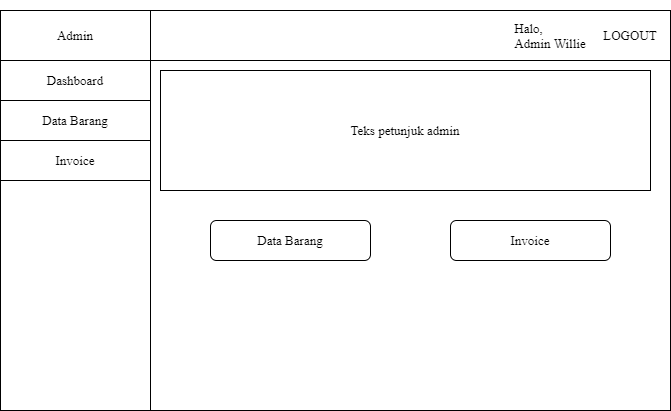 Admin
Halo,
Admin Willie
LOGOUT
Dashboard
Data Barang
Invoice
Teks petunjuk admin
Data Barang
Invoice